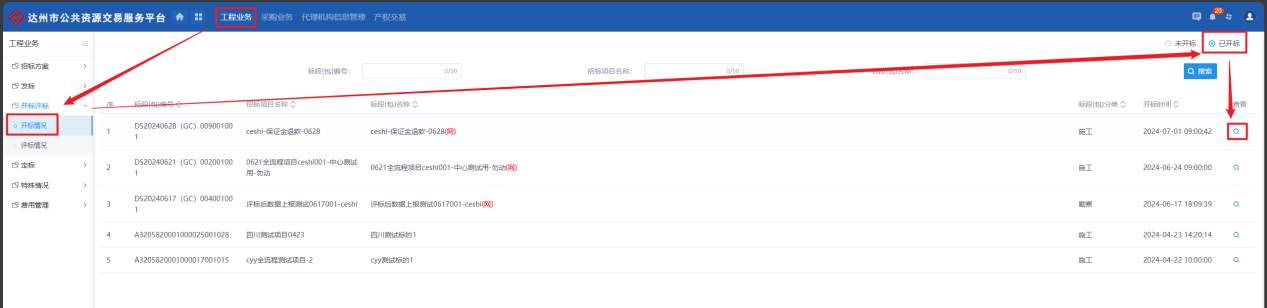 达州市公共资源交易服务平台 工程业务 采购业务 代理机构信息管理 产权交易 20
工程业务
未开标 已开标
招标方案
标段(包)编号: 0/50 招标项目名称: 0/50 标段(包)名称: 0/50 搜索
发标
开标评标
序 标段(包)编号 招标项目名称 标段(包)名称 标段(包)分类 开标时间 查看
开标情况
评标情况
定标
特殊情况
费用管理
1 DS20240628（GC）009001001 ceshi-保证金退款-0628 ceshi-保证金退款-0628(网) 施工 2024-07-01 09:00:42
2 DS20240621（GC）002001001 0621全流程项目ceshi001-中心测试用-勿动 0621全流程项目ceshi001-中心测试用-勿动(网) 施工 2024-06-24 09:00:00
3 DS20240617（GC）004001001 评标后数据上报测试0617001-ceshi 评标后数据上报测试0617001-ceshi(网) 勘察 2024-06-17 18:09:39
4 A3205820001000025001028 四川测试项目0423 四川测试标的1 施工 2024-04-23 14:20:14
5 A3205820001000017001015 cyy全流程测试项目-2 cyy测试标的1 施工 2024-04-22 10:00:00